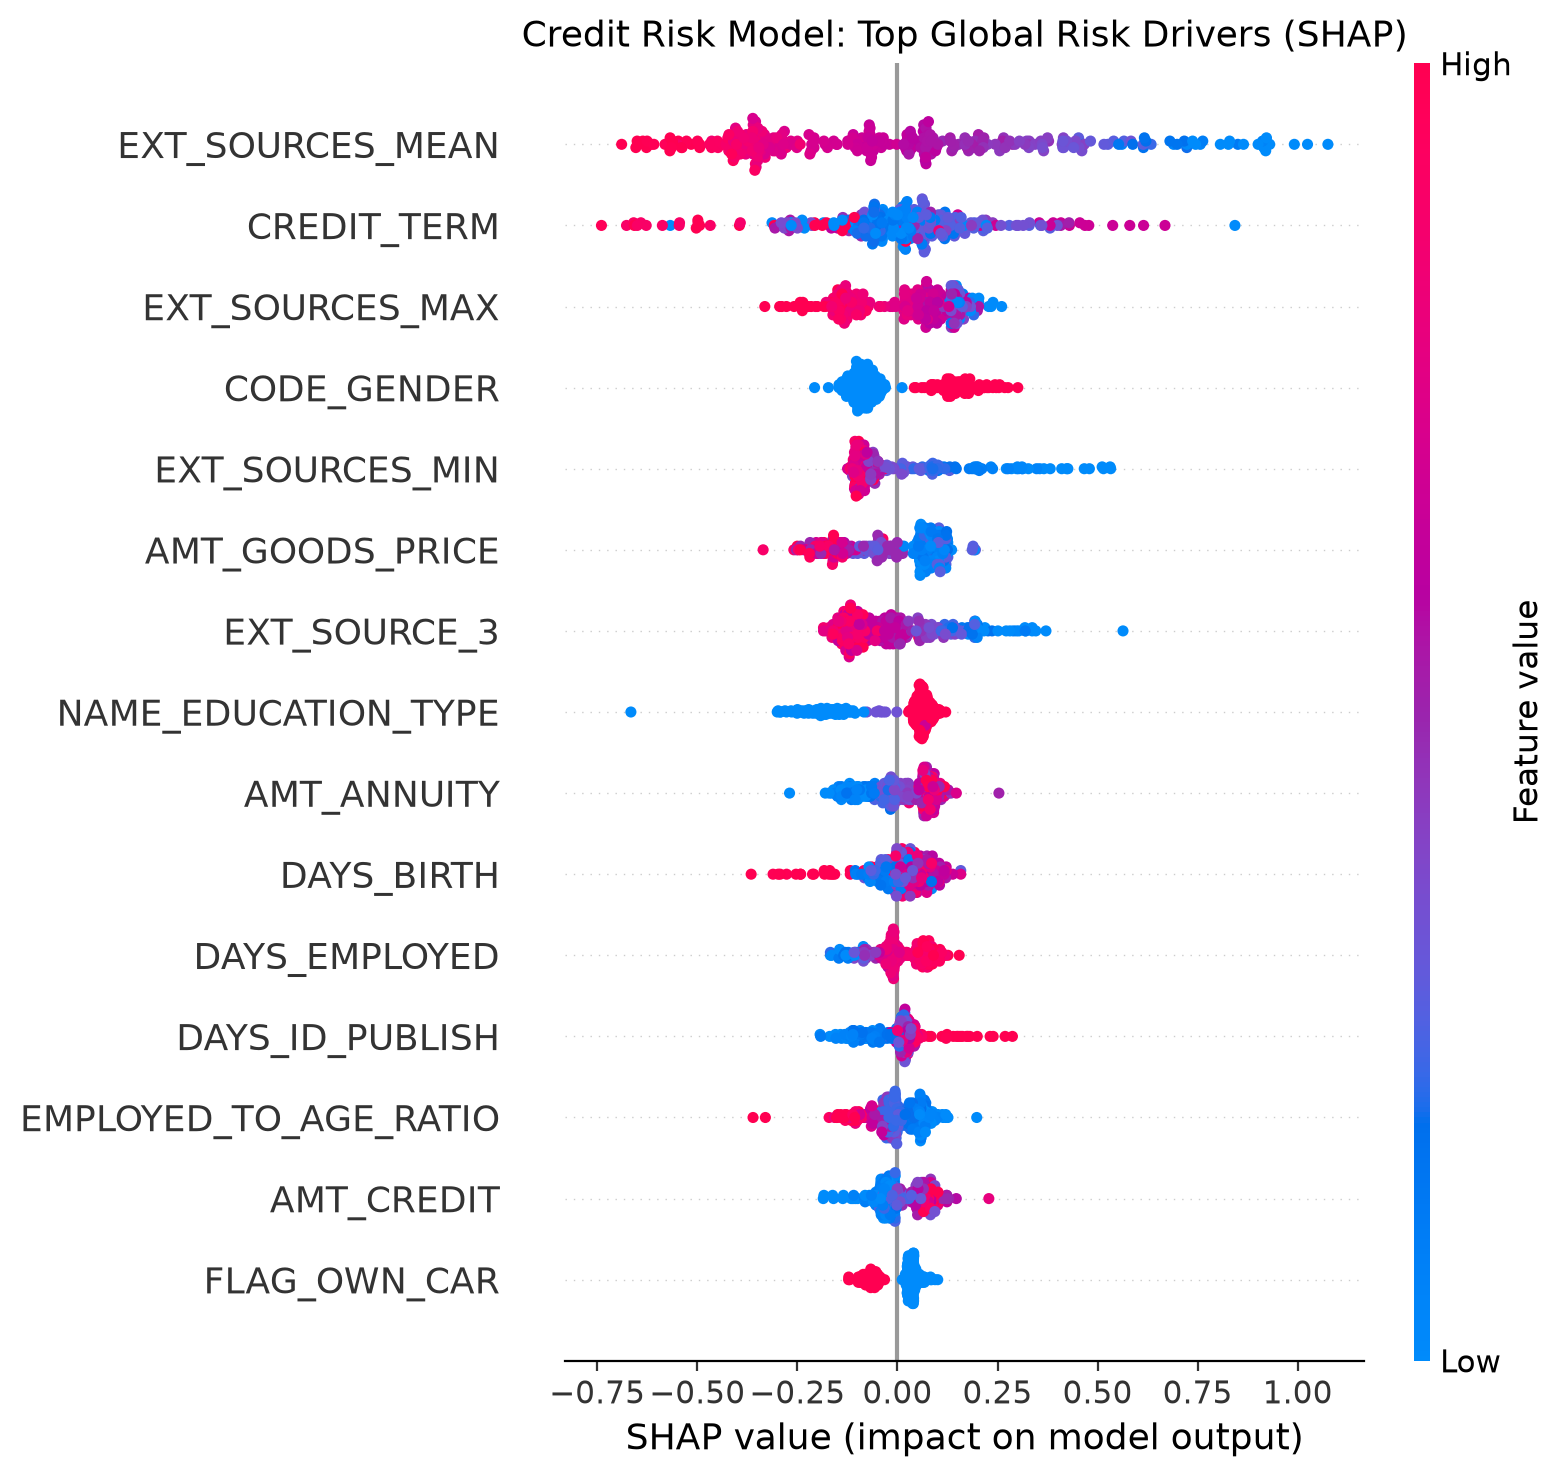 Credit Risk Model: Top Global Risk Drivers (SHAP)
High
EXT_SOURCES_MEAN
CREDIT_TERM
EXT_SOURCES_MAX
CODE_GENDER
EXT_SOURCES_MIN
AMT_GOODS_PRICE
EXT_SOURCE_3
NAME_EDUCATION_TYPE
AMT_ANNUITY
DAYS_BIRTH
DAYS_EMPLOYED
DAYS_ID_PUBLISH
EMPLOYED_TO_AGE_RATIO
AMT_CREDIT
FLAG_OWN_CAR
Feature value
Low
−0.75 −0.50 −0.25 0.00 0.25 0.50 0.75 1.00
SHAP value (impact on model output)